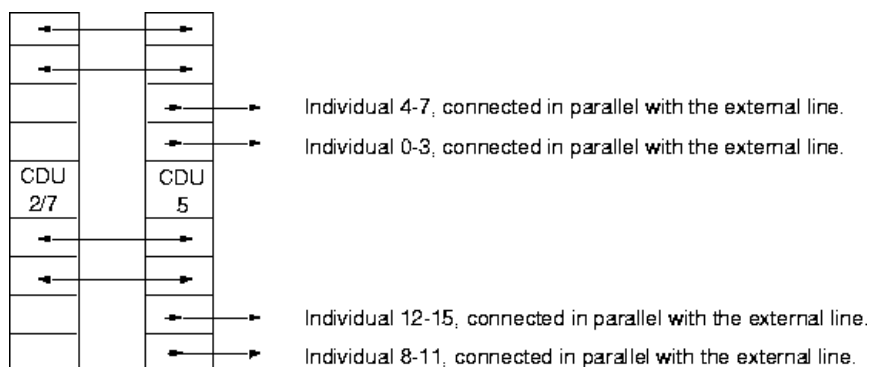 Individual 4-7, connected in parallel with the external line.
Individual 0-3, connected in parallel with the external line.
CDU
2/7
CDU
5
Individual 12-15, connected in parallel with the external line.
Individual 8-11, connected in parallel with the external line.